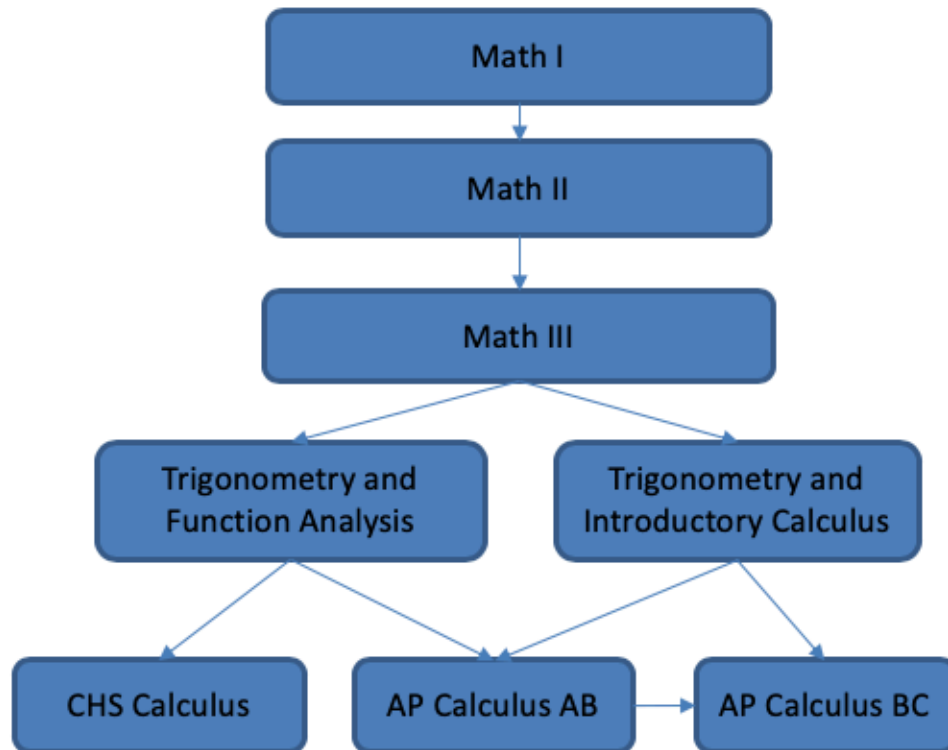 Math I
Math II
Math III
Trigonometry and
Function Analysis
Trigonometry and
Introductory Calculus
CHS Calculus
AP Calculus AB
AP Calculus BC